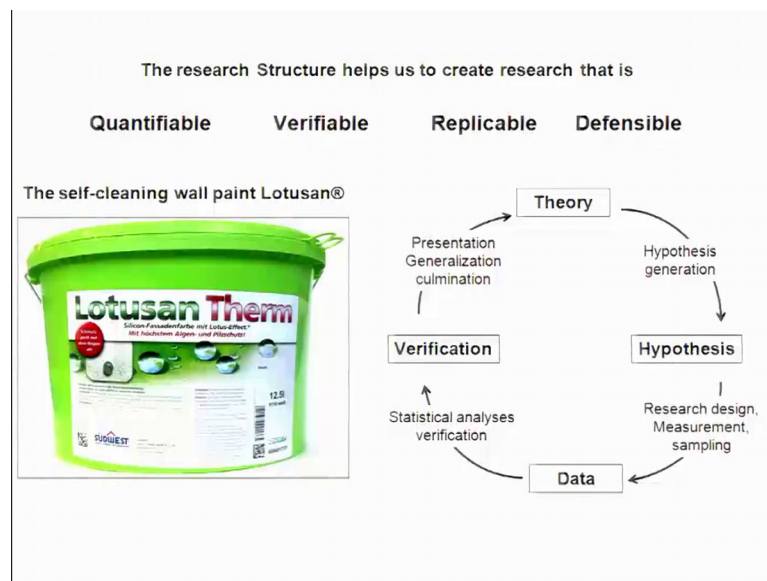 The research Structure helps us to create research that is
Quantifiable Verifiable Replicable Defensible
The self-cleaning wall paint Lotusan®
Lotusan Therm
Silicon-Fassadenfarbe mit Lotus-Effect®
Mit höchstem Algen- und Pilzschutz!
12.5l
SÜDWEST
Theory
Hypothesis
generation
Hypothesis
Research design,
Measurement,
sampling
Data
Statistical analyses
verification
Verification
Presentation
Generalization
culmination